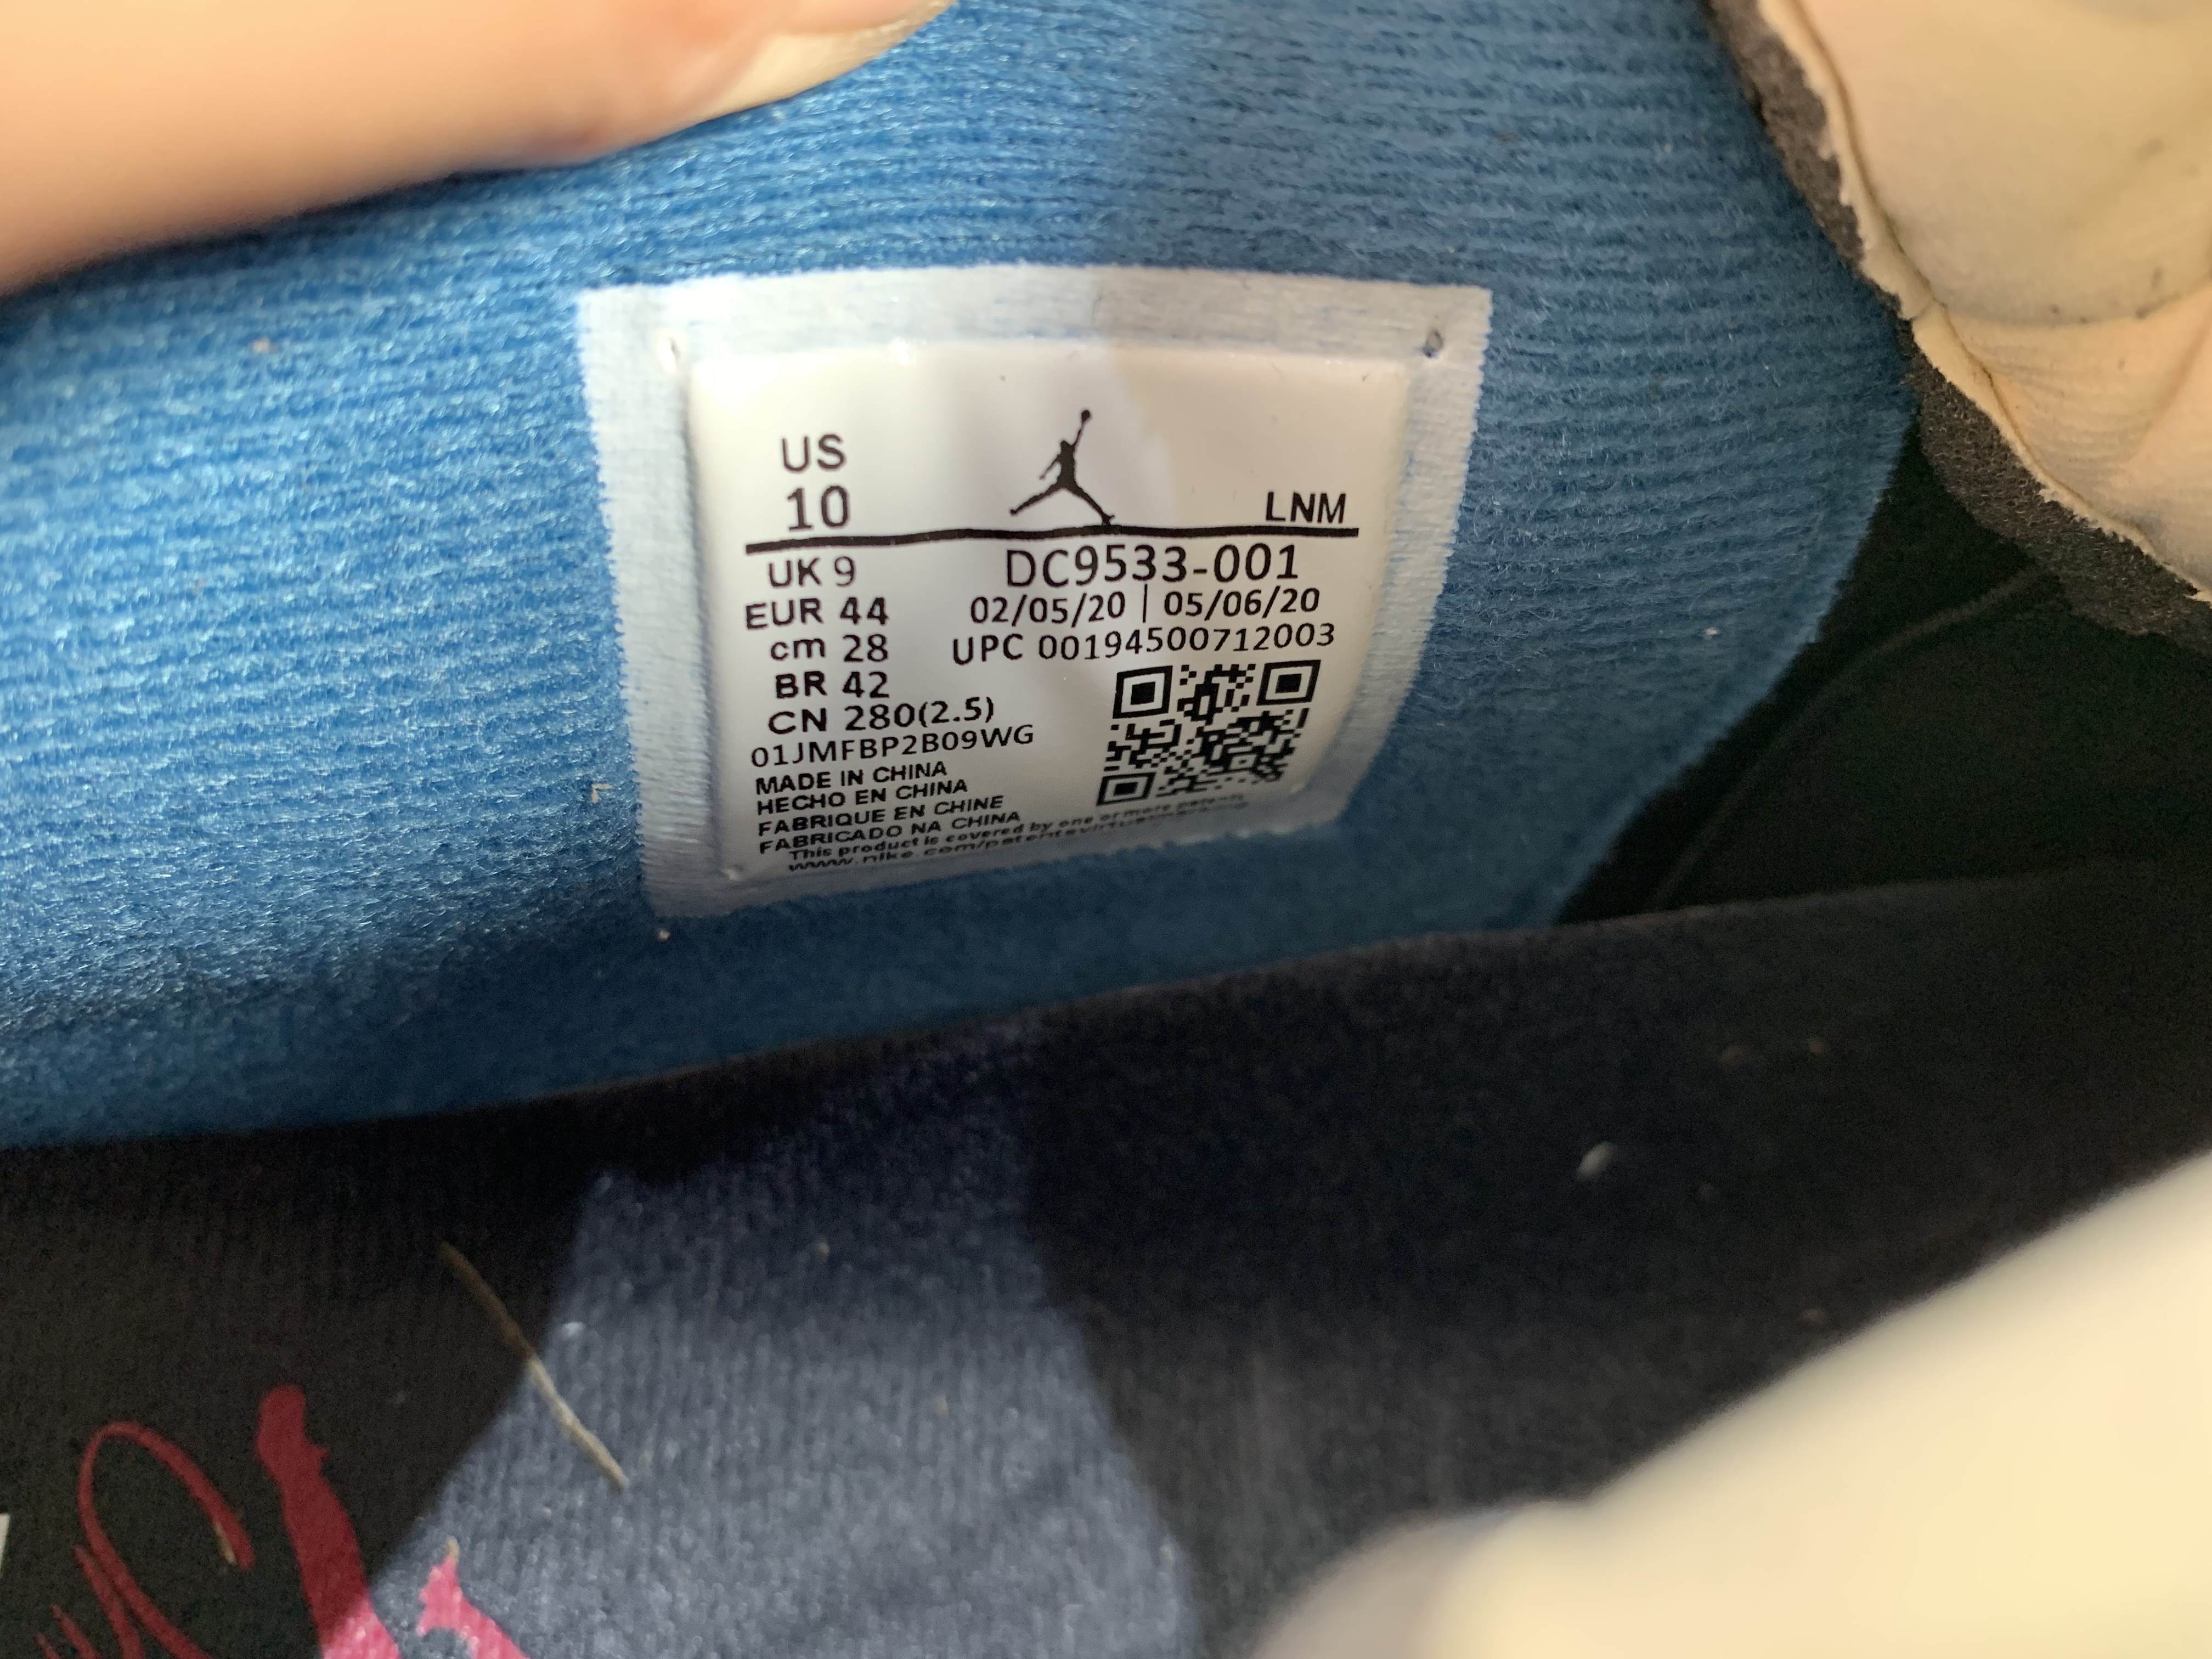 US
10
LNM
UK 9
DC9533-001
EUR 44
02/05/20 | 05/06/20
cm 28
UPC 00194500712003
BR 42
CN 280(2.5)
01JMFBP2B09WG
MADE IN CHINA
HECHO EN CHINA
FABRIQUE EN CHINE
FABRICADO NA CHINA
This product is covered by one or more patents
www.nike.com/patentsvirtualmarking